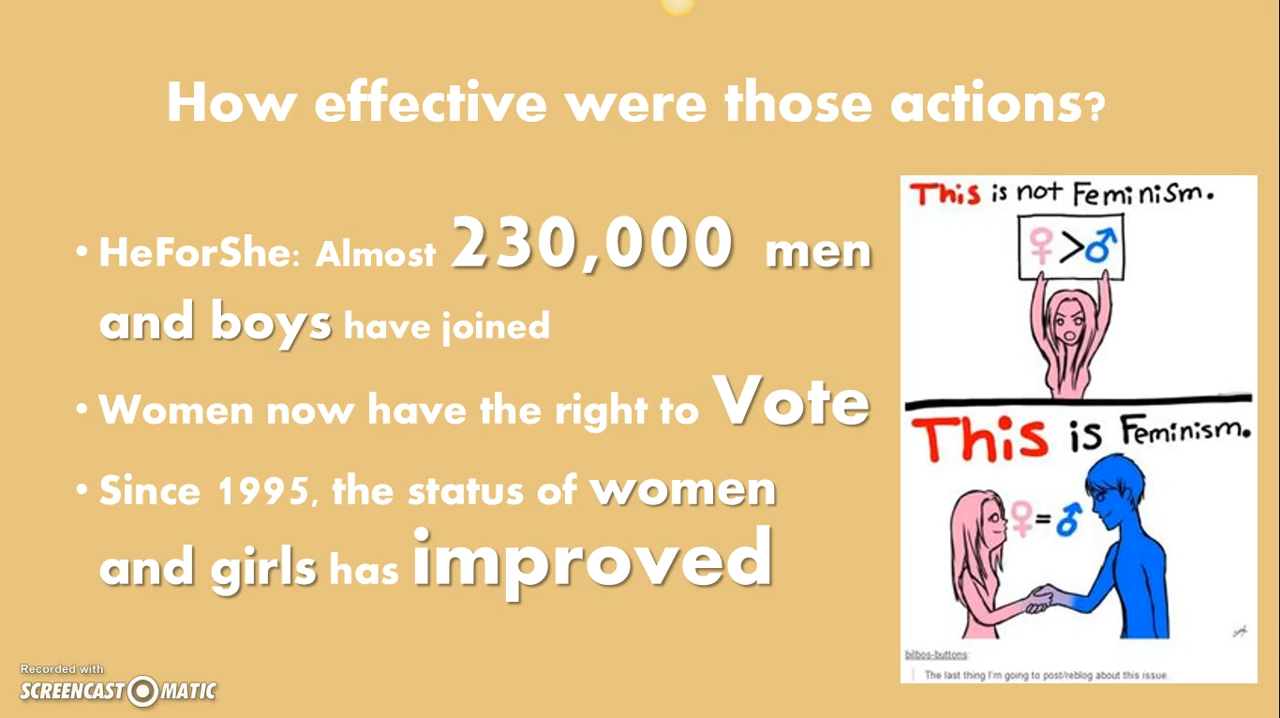 How effective were those actions?
• HeForShe: Almost 230,000 men
and boys have joined
• Women now have the right to Vote
• Since 1995, the status of women
and girls has improved
This is not Feminism.
♀>♂
This is Feminism.
♀=♂
bilbos-buttons:
The last thing I'm going to post/reblog about this issue.
Recorded with
SCREENCAST O MATIC